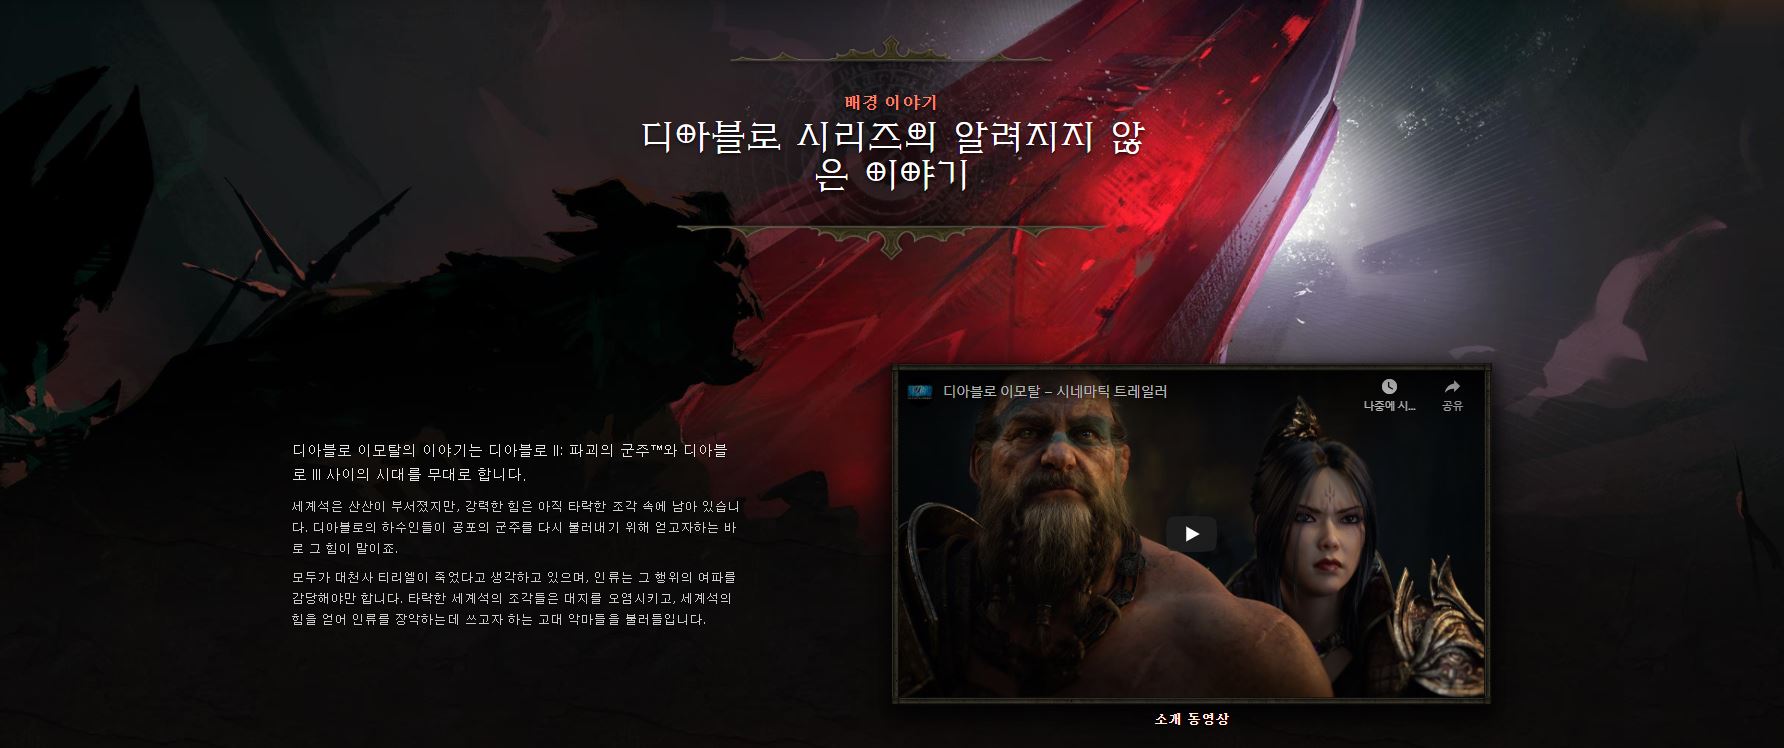 배경 이야기
디아블로 시리즈의 알려지지 않
은 이야기
디아블로 이모탈 – 시네마틱 트레일러
나중에 시...
공유
디아블로 이모탈의 이야기는 디아블로 II: 파괴의 군주™와 디아블
로 III 사이의 시대를 무대로 합니다.
세계석은 산산이 부서졌지만, 강력한 힘은 아직 타락한 조각 속에 남아 있습니
다. 디아블로의 하수인들이 공포의 군주를 다시 불러내기 위해 얻고자하는 바
로 그 힘이 말이죠.
모두가 대천사 티리엘이 죽었다고 생각하고 있으며, 인류는 그 행위의 여파를
감당해야만 합니다. 타락한 세계석의 조각들은 대지를 오염시키고, 세계석의
힘을 얻어 인류를 장악하는데 쓰고자 하는 고대 악마들을 불러들입니다.
소개 동영상